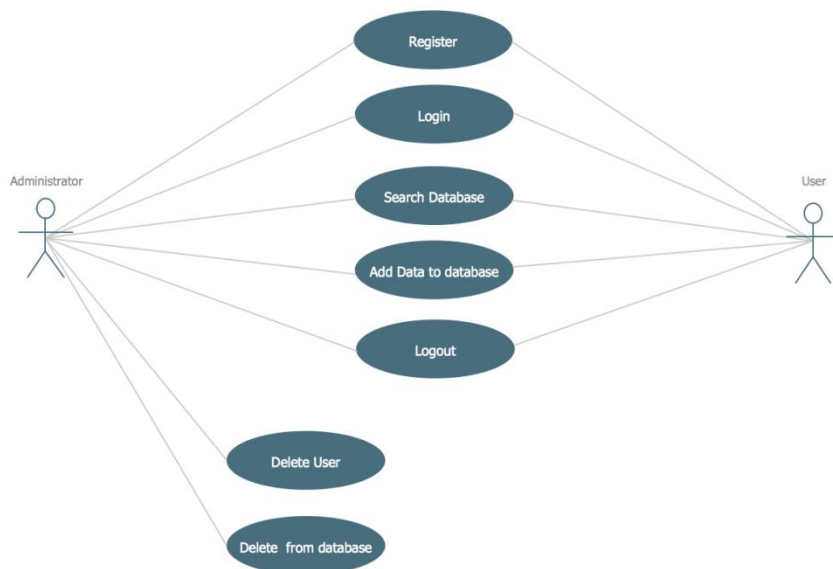 Register
Login
Administrator
User
Search Database
Add Data to database
Logout
Delete User
Delete from database